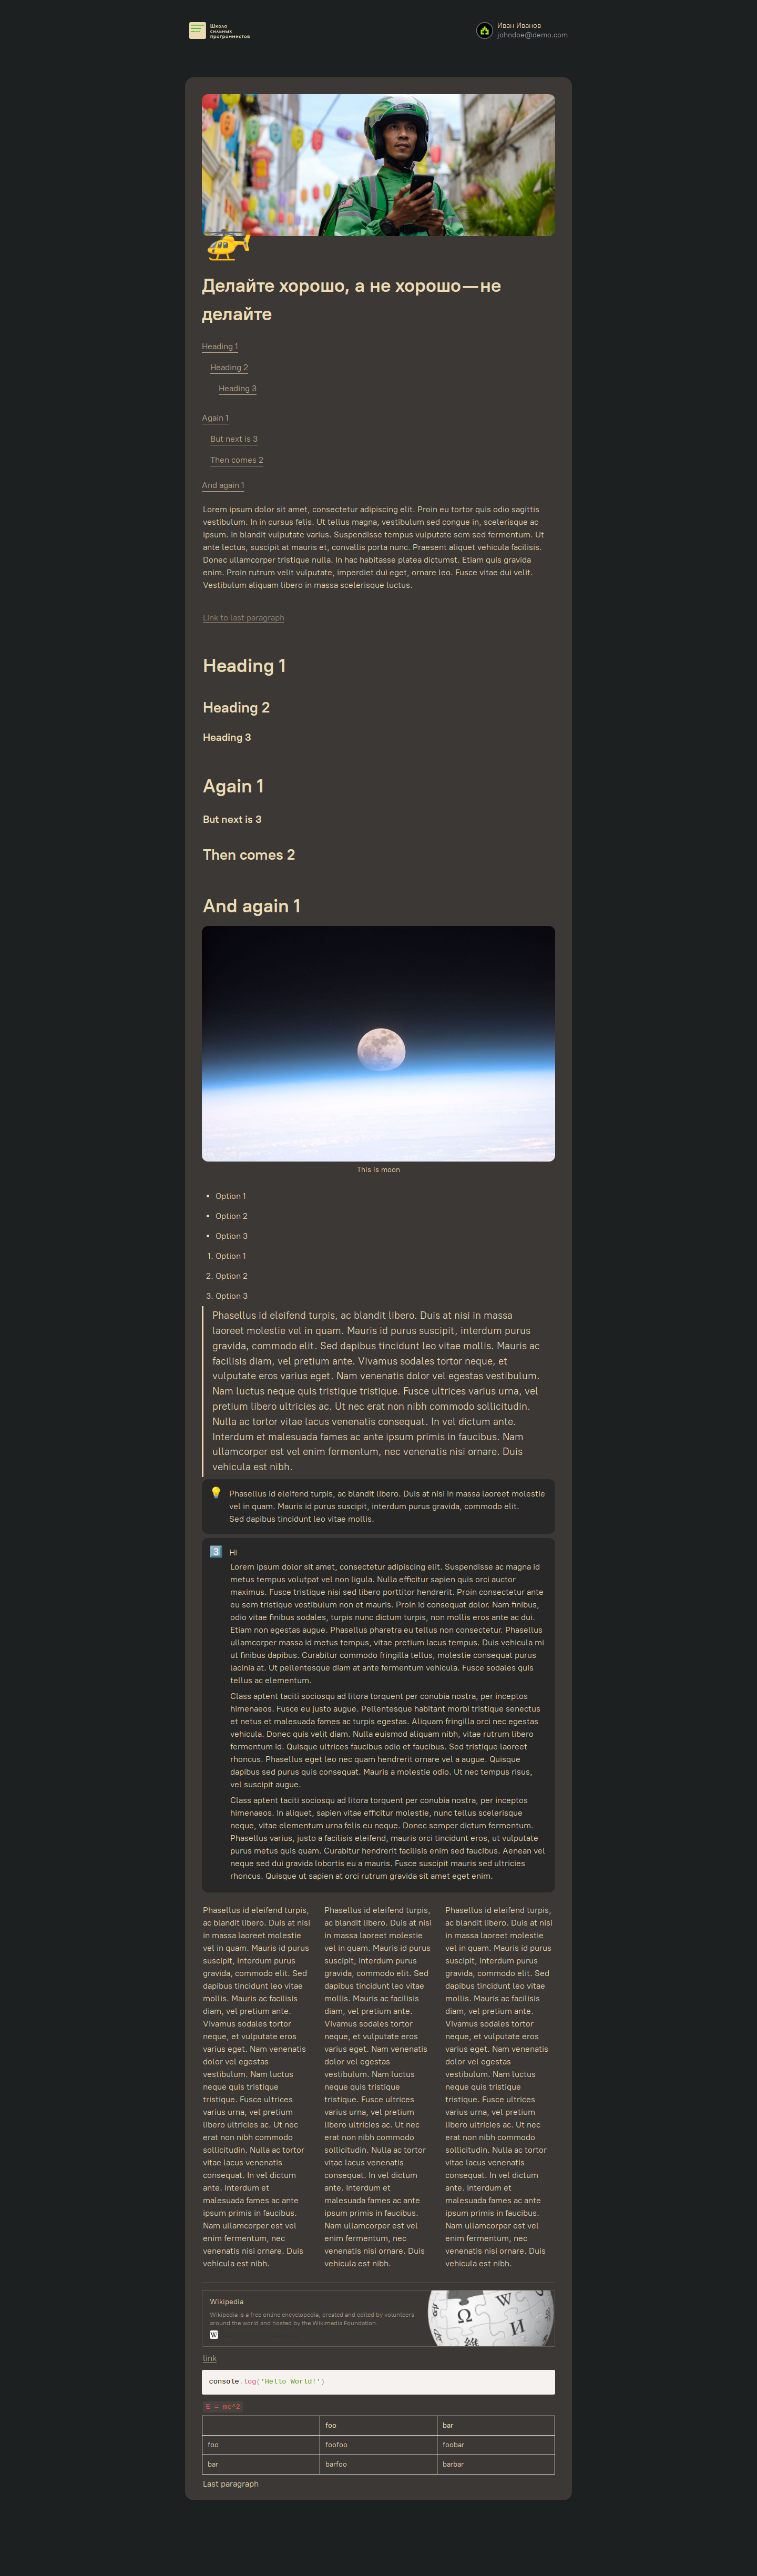 Школа
сильных
программистов
Иван Иванов
johndoe@demo.com
Делайте хорошо, а не хорошо — не
делайте
Heading 1
Heading 2
Heading 3
Again 1
But next is 3
Then comes 2
And again 1
Lorem ipsum dolor sit amet, consectetur adipiscing elit. Proin eu tortor quis odio sagittis
vestibulum. In in cursus felis. Ut tellus magna, vestibulum sed congue in, scelerisque ac
ipsum. In blandit vulputate varius. Suspendisse tempus vulputate sem sed fermentum. Ut
ante lectus, suscipit at mauris et, convallis porta nunc. Praesent aliquet vehicula facilisis.
Donec ullamcorper tristique nulla. In hac habitasse platea dictumst. Etiam quis gravida
enim. Proin rutrum velit vulputate, imperdiet dui eget, ornare leo. Fusce vitae dui velit.
Vestibulum aliquam libero in massa scelerisque luctus.
Link to last paragraph
Heading 1
Heading 2
Heading 3
Again 1
But next is 3
Then comes 2
And again 1
This is moon
• Option 1
• Option 2
• Option 3
1. Option 1
2. Option 2
3. Option 3
Phasellus id eleifend turpis, ac blandit libero. Duis at nisi in massa
laoreet molestie vel in quam. Mauris id purus suscipit, interdum purus
gravida, commodo elit. Sed dapibus tincidunt leo vitae mollis. Mauris ac
facilisis diam, vel pretium ante. Vivamus sodales tortor neque, et
vulputate eros varius eget. Nam venenatis dolor vel egestas vestibulum.
Nam luctus neque quis tristique tristique. Fusce ultrices varius urna, vel
pretium libero ultricies ac. Ut nec erat non nibh commodo sollicitudin.
Nulla ac tortor vitae lacus venenatis consequat. In vel dictum ante.
Interdum et malesuada fames ac ante ipsum primis in faucibus. Nam
ullamcorper est vel enim fermentum, nec venenatis nisi ornare. Duis
vehicula est nibh.
Phasellus id eleifend turpis, ac blandit libero. Duis at nisi in massa laoreet molestie
vel in quam. Mauris id purus suscipit, interdum purus gravida, commodo elit.
Sed dapibus tincidunt leo vitae mollis.
3 Hi
Lorem ipsum dolor sit amet, consectetur adipiscing elit. Suspendisse ac magna id
metus tempus volutpat vel non ligula. Nulla efficitur sapien quis orci auctor
maximus. Fusce tristique nisi sed libero porttitor hendrerit. Proin consectetur ante
eu sem tristique vestibulum non et mauris. Proin id consequat dolor. Nam finibus,
odio vitae finibus sodales, turpis nunc dictum turpis, non mollis eros ante ac dui.
Etiam non egestas augue. Phasellus pharetra eu tellus non consectetur. Phasellus
ullamcorper massa id metus tempus, vitae pretium lacus tempus. Duis vehicula mi
ut finibus dapibus. Curabitur commodo fringilla tellus, molestie consequat purus
lacinia at. Ut pellentesque diam at ante fermentum vehicula. Fusce sodales quis
tellus ac elementum.
Class aptent taciti sociosqu ad litora torquent per conubia nostra, per inceptos
himenaeos. Fusce eu justo augue. Pellentesque habitant morbi tristique senectus
et netus et malesuada fames ac turpis egestas. Aliquam fringilla orci nec egestas
vehicula. Donec quis velit diam. Nulla euismod aliquam nibh, vitae rutrum libero
fermentum id. Quisque ultrices faucibus odio et faucibus. Sed tristique laoreet
rhoncus. Phasellus eget leo nec quam hendrerit ornare vel a augue. Quisque
dapibus sed purus quis consequat. Mauris a molestie odio. Ut nec tempus risus,
vel suscipit augue.
Class aptent taciti sociosqu ad litora torquent per conubia nostra, per inceptos
himenaeos. In aliquet, sapien vitae efficitur molestie, nunc tellus scelerisque
neque, vitae elementum urna felis eu neque. Donec semper dictum fermentum.
Phasellus varius, justo a facilisis eleifend, mauris orci tincidunt eros, ut vulputate
purus metus quis quam. Curabitur hendrerit facilisis enim sed faucibus. Aenean vel
neque sed dui gravida lobortis eu a mauris. Fusce suscipit mauris sed ultricies
rhoncus. Quisque ut sapien at orci rutrum gravida sit amet eget enim.
Phasellus id eleifend turpis,
ac blandit libero. Duis at nisi
in massa laoreet molestie
vel in quam. Mauris id purus
suscipit, interdum purus
gravida, commodo elit. Sed
dapibus tincidunt leo vitae
mollis. Mauris ac facilisis
diam, vel pretium ante.
Vivamus sodales tortor
neque, et vulputate eros
varius eget. Nam venenatis
dolor vel egestas
vestibulum. Nam luctus
neque quis tristique
tristique. Fusce ultrices
varius urna, vel pretium
libero ultricies ac. Ut nec
erat non nibh commodo
sollicitudin. Nulla ac tortor
vitae lacus venenatis
consequat. In vel dictum
ante. Interdum et
malesuada fames ac ante
ipsum primis in faucibus.
Nam ullamcorper est vel
enim fermentum, nec
venenatis nisi ornare. Duis
vehicula est nibh.
Phasellus id eleifend turpis,
ac blandit libero. Duis at nisi
in massa laoreet molestie
vel in quam. Mauris id purus
suscipit, interdum purus
gravida, commodo elit. Sed
dapibus tincidunt leo vitae
mollis. Mauris ac facilisis
diam, vel pretium ante.
Vivamus sodales tortor
neque, et vulputate eros
varius eget. Nam venenatis
dolor vel egestas
vestibulum. Nam luctus
neque quis tristique
tristique. Fusce ultrices
varius urna, vel pretium
libero ultricies ac. Ut nec
erat non nibh commodo
sollicitudin. Nulla ac tortor
vitae lacus venenatis
consequat. In vel dictum
ante. Interdum et
malesuada fames ac ante
ipsum primis in faucibus.
Nam ullamcorper est vel
enim fermentum, nec
venenatis nisi ornare. Duis
vehicula est nibh.
Phasellus id eleifend turpis,
ac blandit libero. Duis at nisi
in massa laoreet molestie
vel in quam. Mauris id purus
suscipit, interdum purus
gravida, commodo elit. Sed
dapibus tincidunt leo vitae
mollis. Mauris ac facilisis
diam, vel pretium ante.
Vivamus sodales tortor
neque, et vulputate eros
varius eget. Nam venenatis
dolor vel egestas
vestibulum. Nam luctus
neque quis tristique
tristique. Fusce ultrices
varius urna, vel pretium
libero ultricies ac. Ut nec
erat non nibh commodo
sollicitudin. Nulla ac tortor
vitae lacus venenatis
consequat. In vel dictum
ante. Interdum et
malesuada fames ac ante
ipsum primis in faucibus.
Nam ullamcorper est vel
enim fermentum, nec
venenatis nisi ornare. Duis
vehicula est nibh.
Wikipedia
Wikipedia is a free online encyclopedia, created and edited by volunteers
around the world and hosted by the Wikimedia Foundation.
W
Ω W И 維
link
console.log('Hello World!')
E = mc^2
foo bar
foo foofoo foobar
bar barfoo barbar
Last paragraph